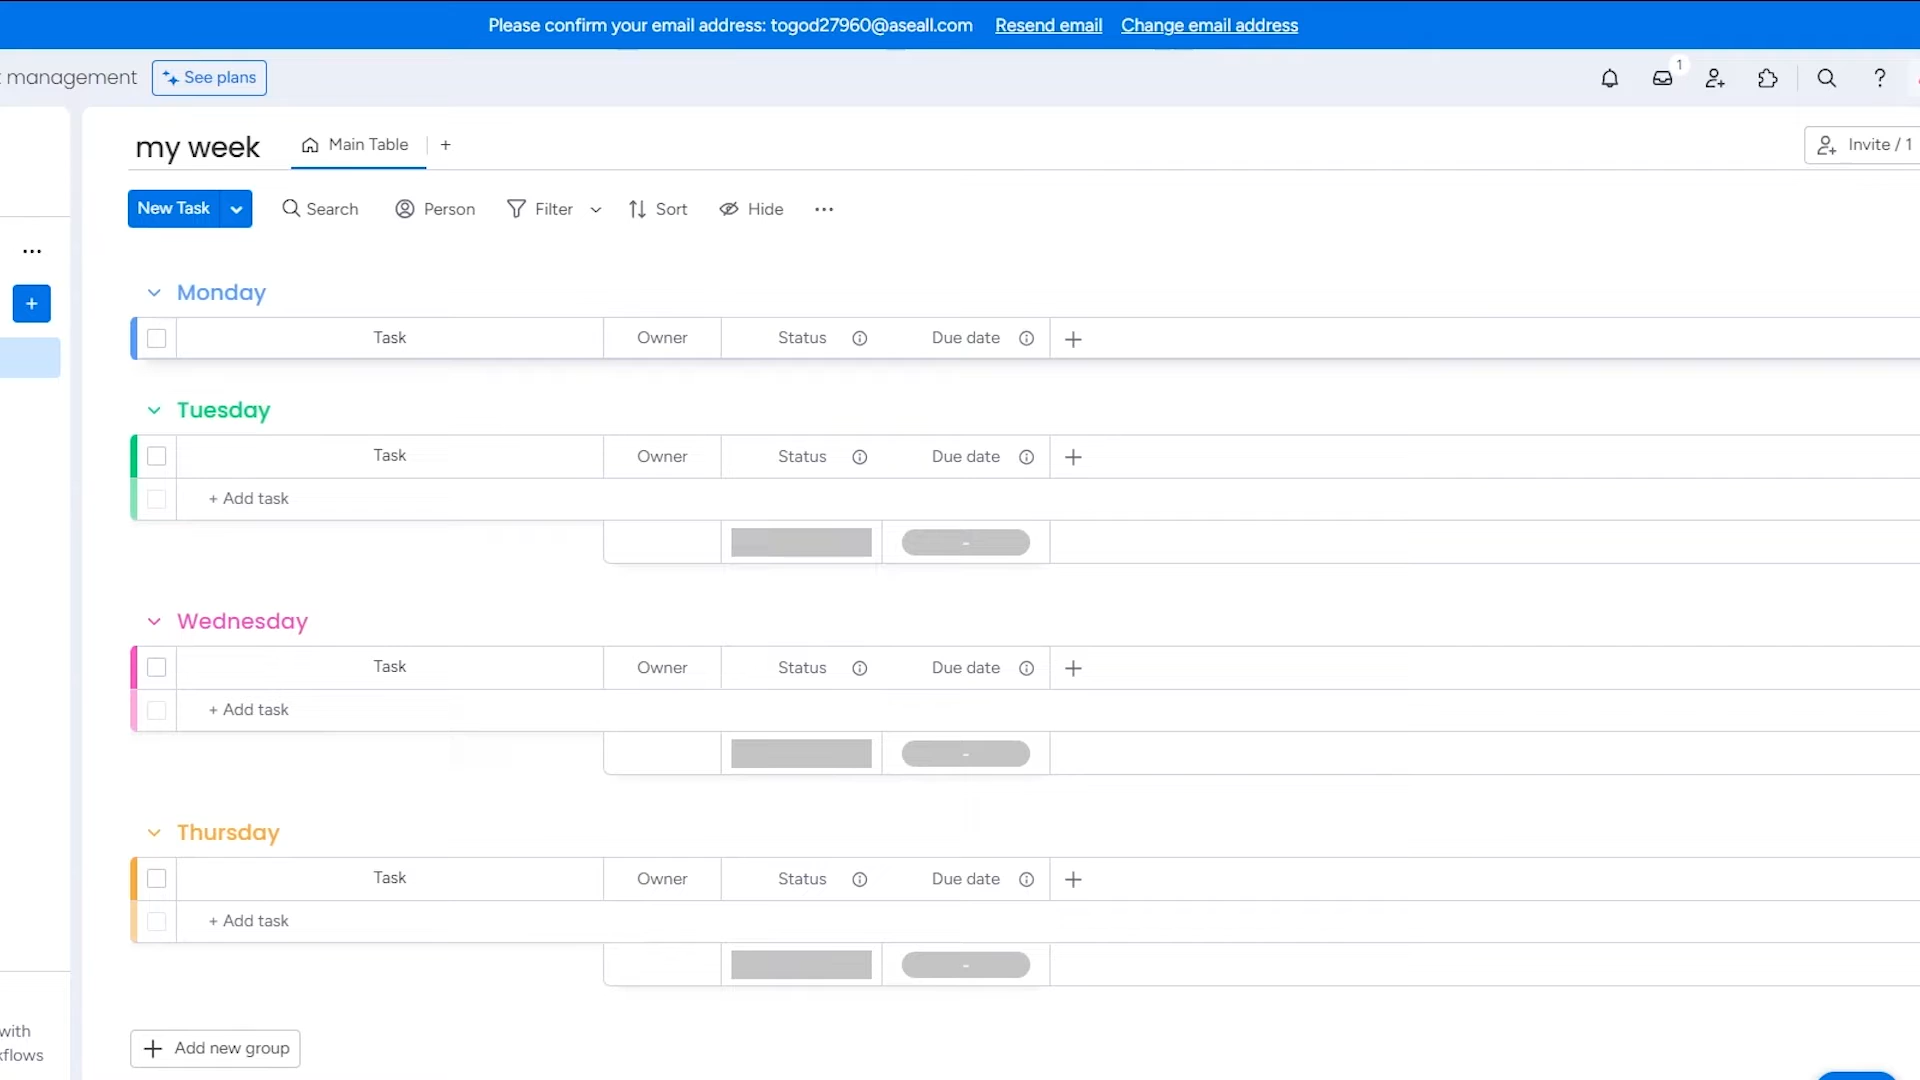 Please confirm your email address: togod27960@aseall.com Resend email Change email address
management See plans
1
my week Main Table +
Invite / 1
New Task Search Person Filter Sort Hide
Monday
Task Owner Status Due date
Tuesday
Task Owner Status Due date
+ Add task
-
Wednesday
Task Owner Status Due date
+ Add task
-
Thursday
Task Owner Status Due date
+ Add task
-
with
flows
+ Add new group